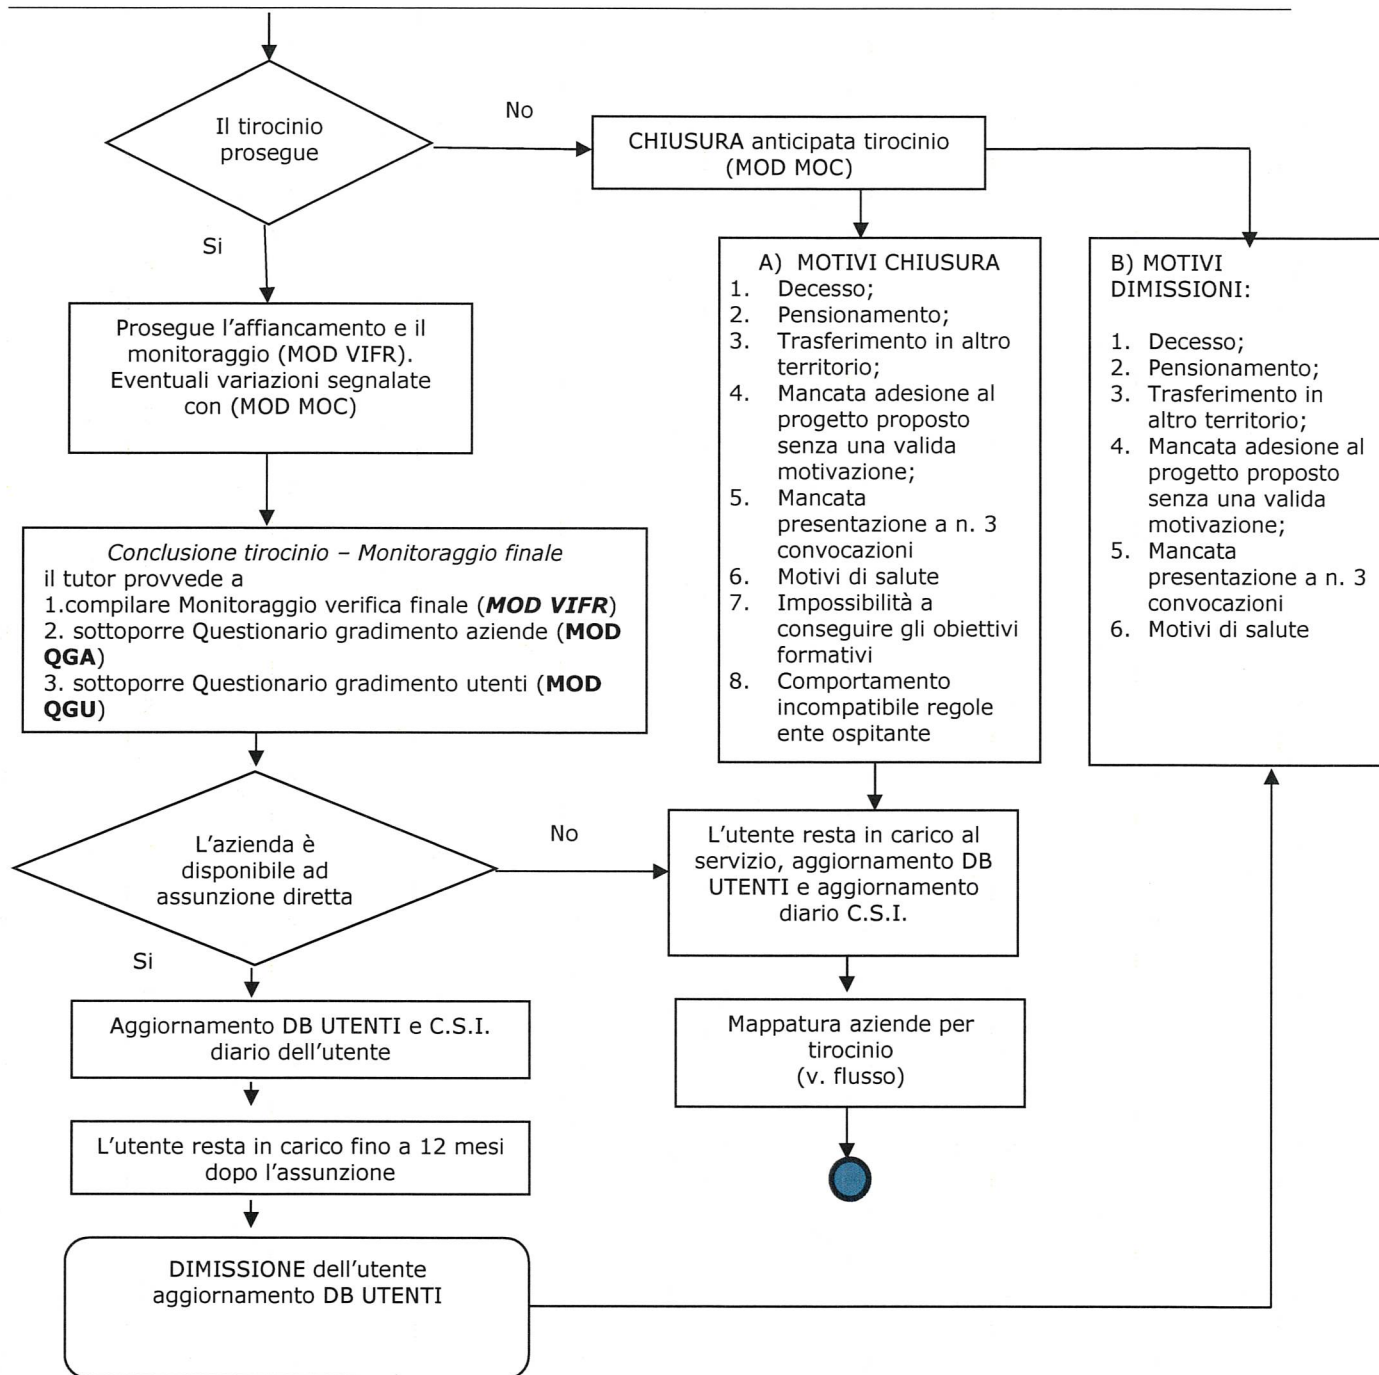 Il tirocinio
prosegue
No
CHIUSURA anticipata tirocinio
(MOD MOC)
Si
Prosegue l'affiancamento e il
monitoraggio (MOD VIFR).
Eventuali variazioni segnalate
con (MOD MOC)
A) MOTIVI CHIUSURA
1. Decesso;
2. Pensionamento;
3. Trasferimento in altro
territorio;
4. Mancata adesione al
progetto proposto
senza una valida
motivazione;
5. Mancata
presentazione a n. 3
convocazioni
6. Motivi di salute
7. Impossibilità a
conseguire gli obiettivi
formativi
8. Comportamento
incompatibile regole
ente ospitante
B) MOTIVI
DIMISSIONI:
1. Decesso;
2. Pensionamento;
3. Trasferimento in
altro territorio;
4. Mancata adesione al
progetto proposto
senza una valida
motivazione;
5. Mancata
presentazione a n. 3
convocazioni
6. Motivi di salute
Conclusione tirocinio – Monitoraggio finale
il tutor provvede a
1.compilare Monitoraggio verifica finale (MOD VIFR)
2. sottoporre Questionario gradimento aziende (MOD
QGA)
3. sottoporre Questionario gradimento utenti (MOD
QGU)
L'azienda è
disponibile ad
assunzione diretta
No
L'utente resta in carico al
servizio, aggiornamento DB
UTENTI e aggiornamento
diario C.S.I.
Si
Aggiornamento DB UTENTI e C.S.I.
diario dell'utente
Mappatura aziende per
tirocinio
(v. flusso)
L'utente resta in carico fino a 12 mesi
dopo l'assunzione
DIMISSIONE dell'utente
aggiornamento DB UTENTI